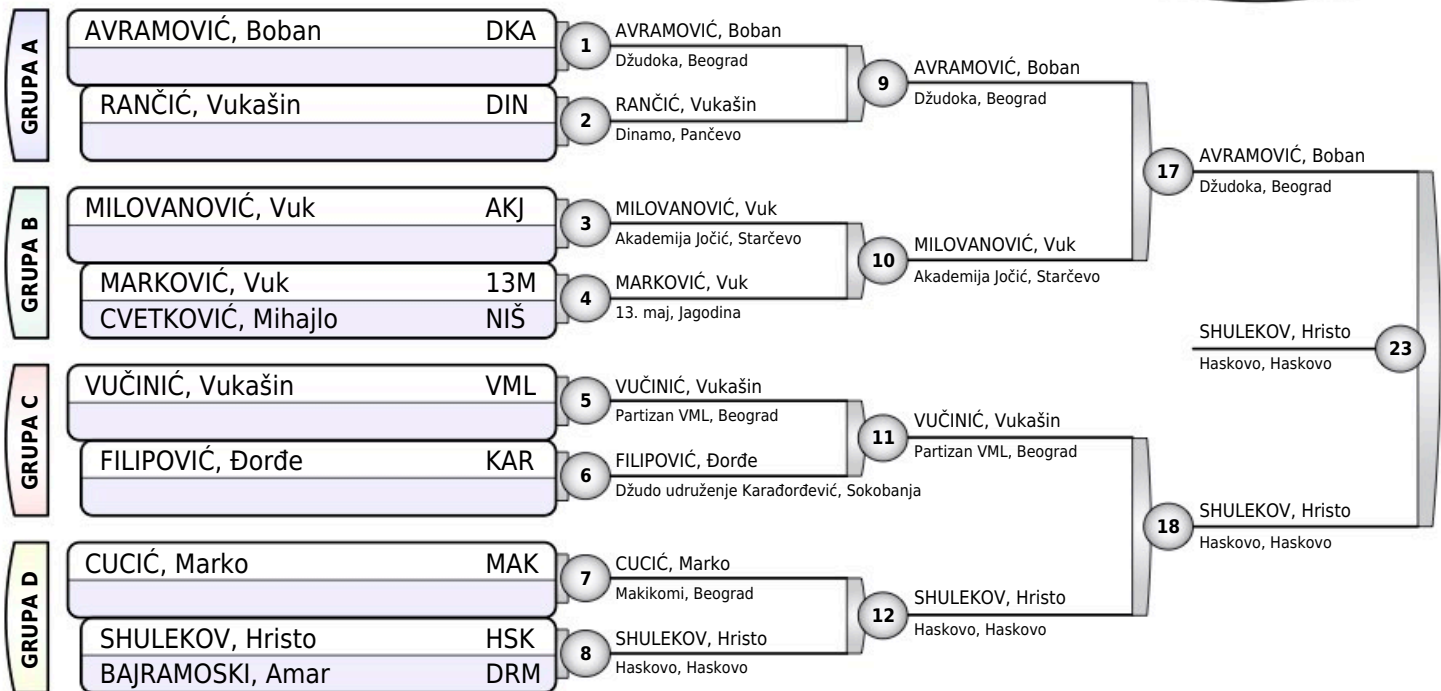 GRUPA A
AVRAMOVIĆ, Boban DKA
RANČIĆ, Vukašin DIN
GRUPA B
MILOVANOVIĆ, Vuk AKJ
MARKOVIĆ, Vuk 13M
CVETKOVIĆ, Mihajlo NIŠ
GRUPA C
VUČINIĆ, Vukašin VML
FILIPOVIĆ, Đorđe KAR
GRUPA D
CUCIĆ, Marko MAK
SHULEKOV, Hristo HSK
BAJRAMOSKI, Amar DRM
1
AVRAMOVIĆ, Boban
Džudoka, Beograd
2
RANČIĆ, Vukašin
Dinamo, Pančevo
3
MILOVANOVIĆ, Vuk
Akademija Jočić, Starčevo
4
MARKOVIĆ, Vuk
13. maj, Jagodina
5
VUČINIĆ, Vukašin
Partizan VML, Beograd
6
FILIPOVIĆ, Đorđe
Džudo udruženje Karađorđević, Sokobanja
7
CUCIĆ, Marko
Makikomi, Beograd
8
SHULEKOV, Hristo
Haskovo, Haskovo
9
AVRAMOVIĆ, Boban
Džudoka, Beograd
10
MILOVANOVIĆ, Vuk
Akademija Jočić, Starčevo
11
VUČINIĆ, Vukašin
Partizan VML, Beograd
12
SHULEKOV, Hristo
Haskovo, Haskovo
17
AVRAMOVIĆ, Boban
Džudoka, Beograd
18
SHULEKOV, Hristo
Haskovo, Haskovo
SHULEKOV, Hristo
Haskovo, Haskovo
23